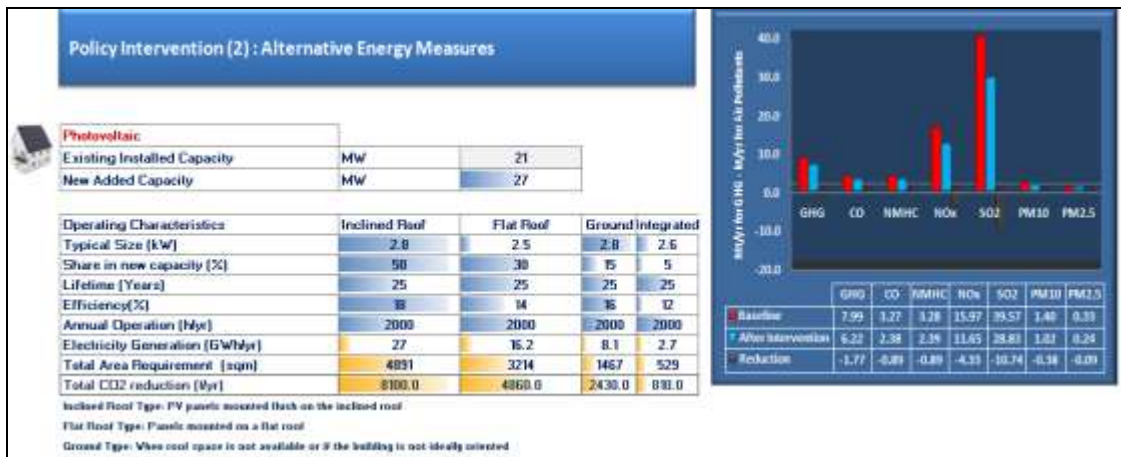 Policy Intervention (2) : Alternative Energy Measures
Photovoltaic
Existing Installed Capacity MW 21
New Added Capacity MW 27
Operating Characteristics Inclined Roof Flat Roof Ground Integrated
Typical Size (kW) 2.8 2.5 2.8 2.6
Share in new capacity (%) 50 30 15 5
Lifetime (Years) 25 25 25 25
Efficiency(%) 18 14 16 12
Annual Operation (h/yr) 2000 2000 2000 2000
Electricity Generation (GWh/yr) 27 16.2 8.1 2.7
Total Area Requirement (sqm) 4891 3214 1467 529
Total CO2 reduction (t/yr) 8100.0 4860.0 2430.0 810.0
Inclined Roof Type: PV panels mounted flush on the inclined roof
Flat Roof Type: Panels mounted on a flat roof
Ground Type: When roof space is not available or if the building is not ideally oriented
Mt/yr for GHG - kt/yr for Air Pollutants
40.0
30.0
20.0
10.0
0.0
-10.0
-20.0
GHG CO NMHC NOx SO2 PM10 PM2.5
GHG CO NMHC NOx SO2 PM10 PM2.5
Baseline 7.99 3.27 3.28 15.97 39.57 1.40 0.33
After Intervention 6.22 2.38 2.39 11.65 28.83 1.02 0.24
Reduction -1.77 -0.89 -0.89 -4.33 -10.74 -0.38 -0.09